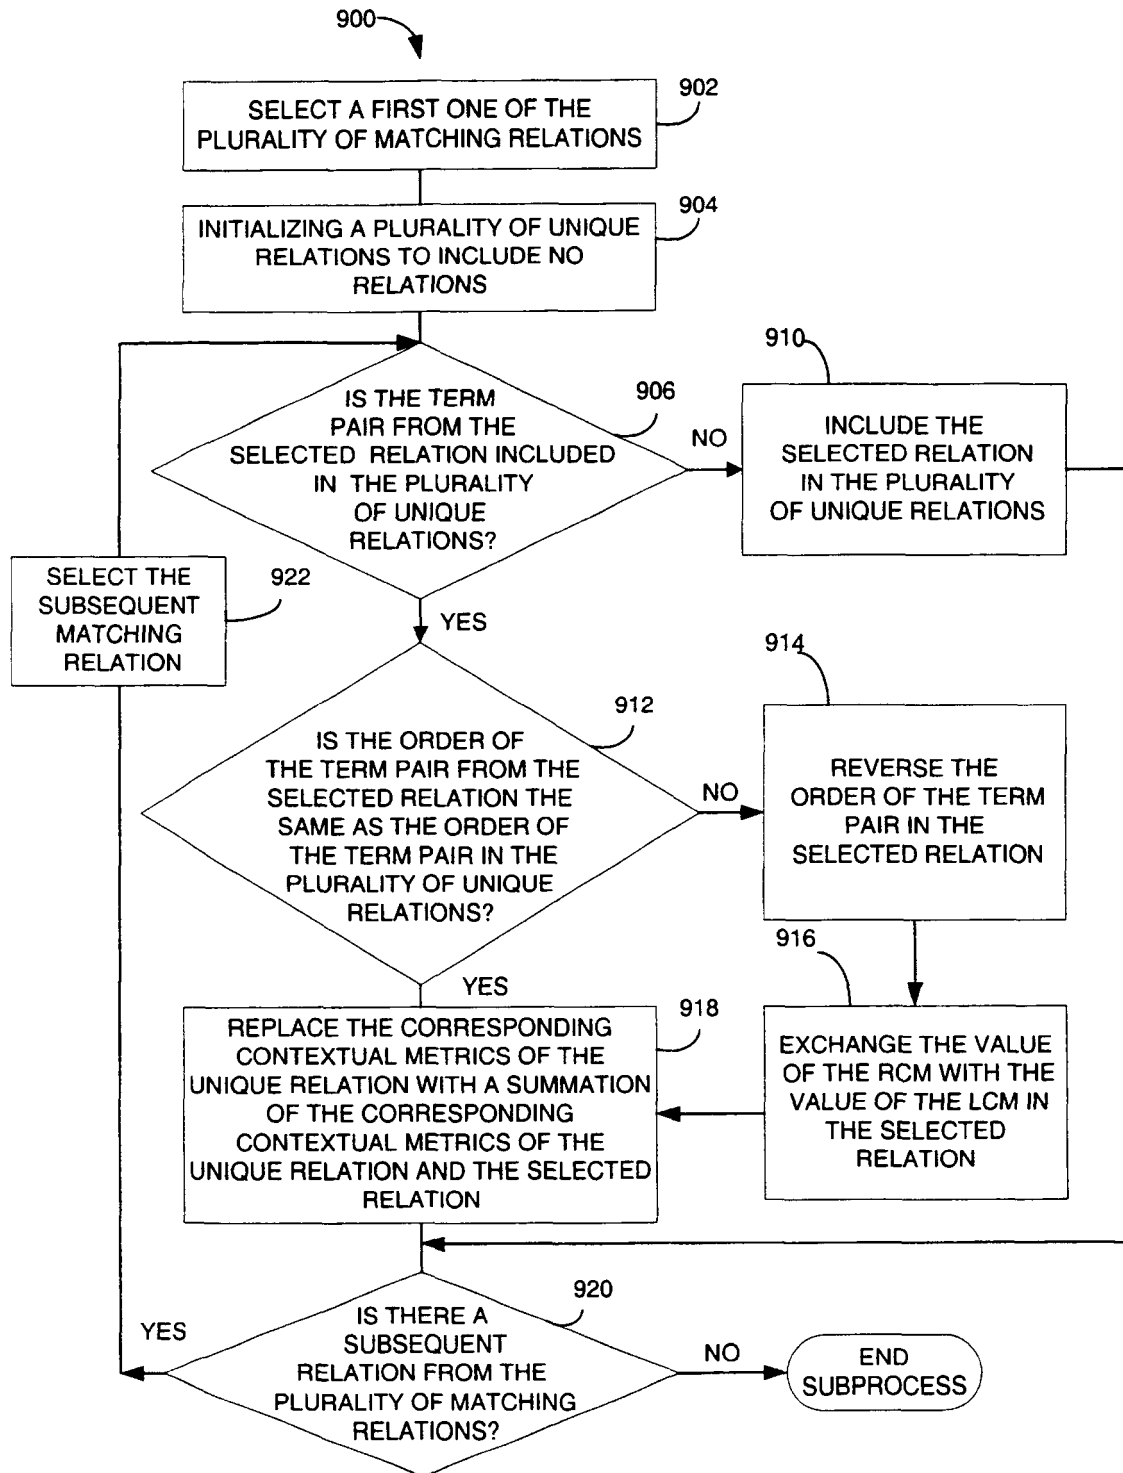 900
SELECT A FIRST ONE OF THE
PLURALITY OF MATCHING RELATIONS
902
INITIALIZING A PLURALITY OF UNIQUE
RELATIONS TO INCLUDE NO
RELATIONS
904
IS THE TERM
PAIR FROM THE
SELECTED RELATION INCLUDED
IN THE PLURALITY
OF UNIQUE
RELATIONS?
906
NO
910
INCLUDE THE
SELECTED RELATION
IN THE PLURALITY
OF UNIQUE RELATIONS
SELECT THE
SUBSEQUENT
MATCHING
RELATION
922
YES
IS THE ORDER OF
THE TERM PAIR FROM THE
SELECTED RELATION THE
SAME AS THE ORDER OF
THE TERM PAIR IN THE
PLURALITY OF UNIQUE
RELATIONS?
912
NO
914
REVERSE THE
ORDER OF THE TERM
PAIR IN THE
SELECTED RELATION
916
EXCHANGE THE VALUE
OF THE RCM WITH THE
VALUE OF THE LCM IN
THE SELECTED
RELATION
YES
REPLACE THE CORRESPONDING
CONTEXTUAL METRICS OF THE
UNIQUE RELATION WITH A SUMMATION
OF THE CORRESPONDING
CONTEXTUAL METRICS OF THE
UNIQUE RELATION AND THE SELECTED
RELATION
918
IS THERE A
SUBSEQUENT
RELATION FROM THE
PLURALITY OF MATCHING
RELATIONS?
920
YES
NO
END
SUBPROCESS